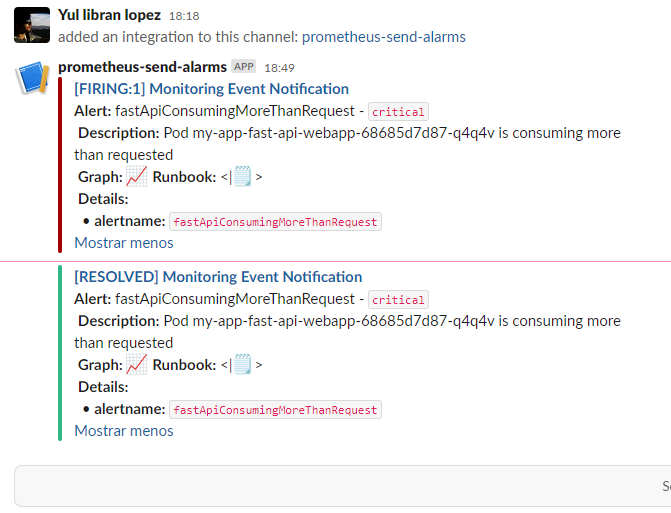 Yul libran lopez 18:18
added an integration to this channel: prometheus-send-alarms
prometheus-send-alarms APP 18:49
[FIRING:1] Monitoring Event Notification
Alert: fastApiConsumingMoreThanRequest - critical
Description: Pod my-app-fast-api-webapp-68685d7d87-q4q4v is consuming more
than requested
Graph: 📈 Runbook: <|🗒️ >
Details:
• alertname: fastApiConsumingMoreThanRequest
Mostrar menos
[RESOLVED] Monitoring Event Notification
Alert: fastApiConsumingMoreThanRequest - critical
Description: Pod my-app-fast-api-webapp-68685d7d87-q4q4v is consuming more
than requested
Graph: 📈 Runbook: <|🗒️ >
Details:
• alertname: fastApiConsumingMoreThanRequest
Mostrar menos